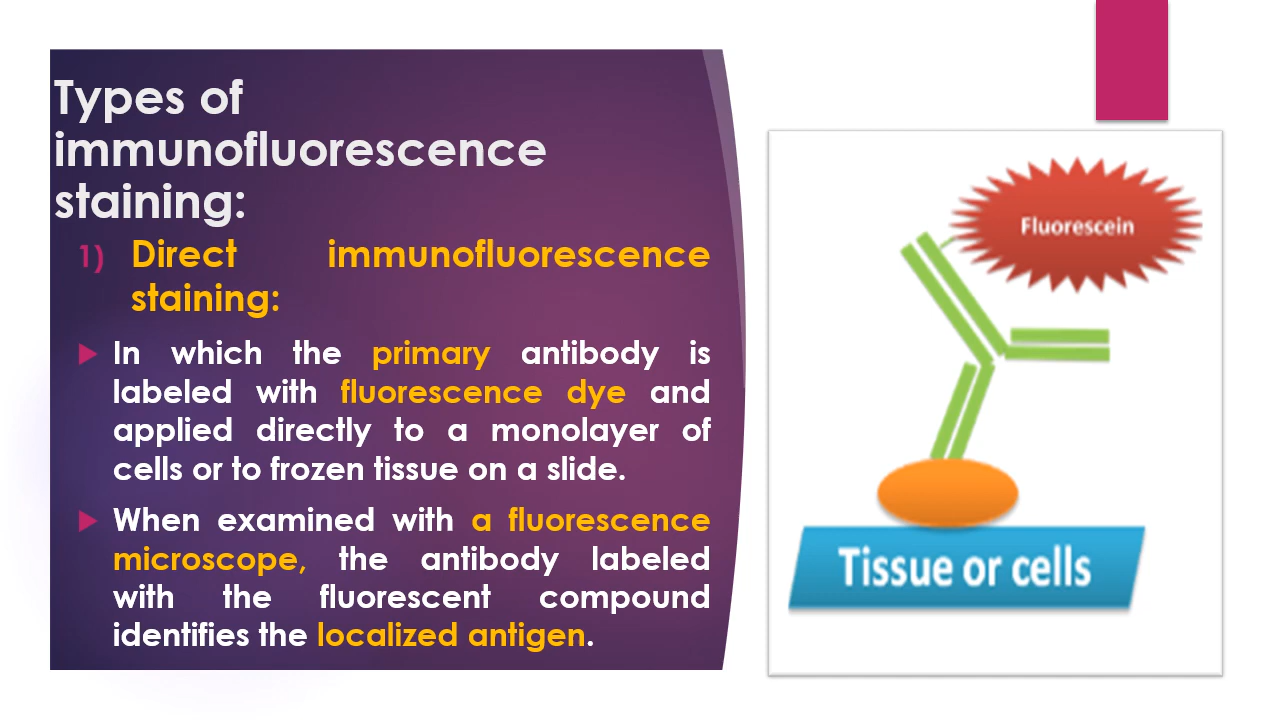 Types of
immunofluorescence
staining:
1) Direct immunofluorescence
staining:
In which the primary antibody is
labeled with fluorescence dye and
applied directly to a monolayer of
cells or to frozen tissue on a slide.
When examined with a fluorescence
microscope, the antibody labeled
with the fluorescent compound
identifies the localized antigen.
Fluorescein
Tissue or cells